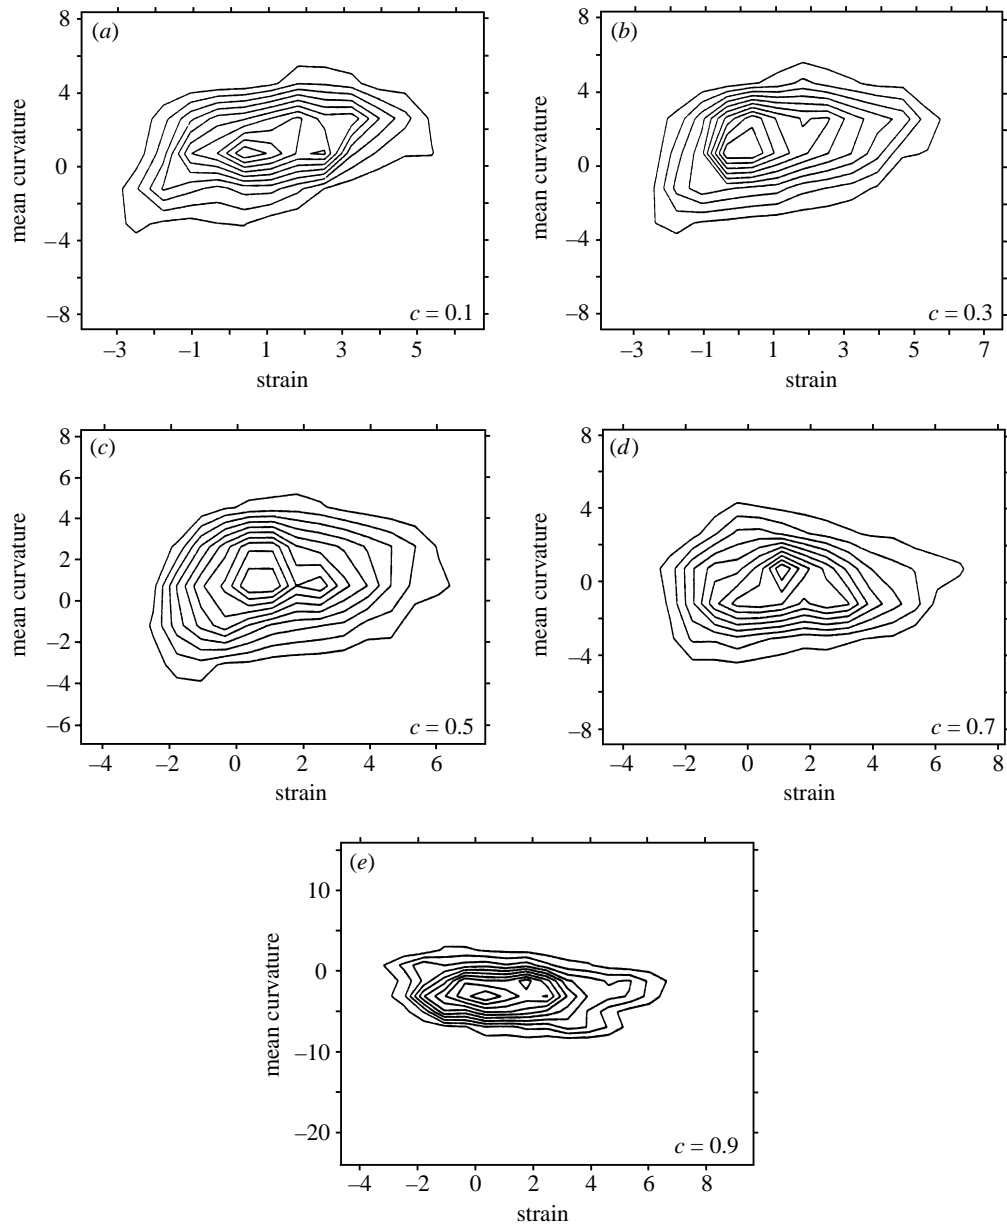 (a)
8
4
0
–4
–8
mean curvature
c = 0.1
–3 –1 1 3 5
strain
(b)
8
4
0
–4
–8
mean curvature
c = 0.3
–3 –1 1 3 5 7
strain
(c)
8
6
4
2
0
–2
–4
–6
mean curvature
c = 0.5
–4 –2 0 2 4 6
strain
(d)
8
4
0
–4
–8
mean curvature
c = 0.7
–4 –2 0 2 4 6 8
strain
(e)
10
0
–10
–20
mean curvature
c = 0.9
–4 –2 0 2 4 6 8
strain